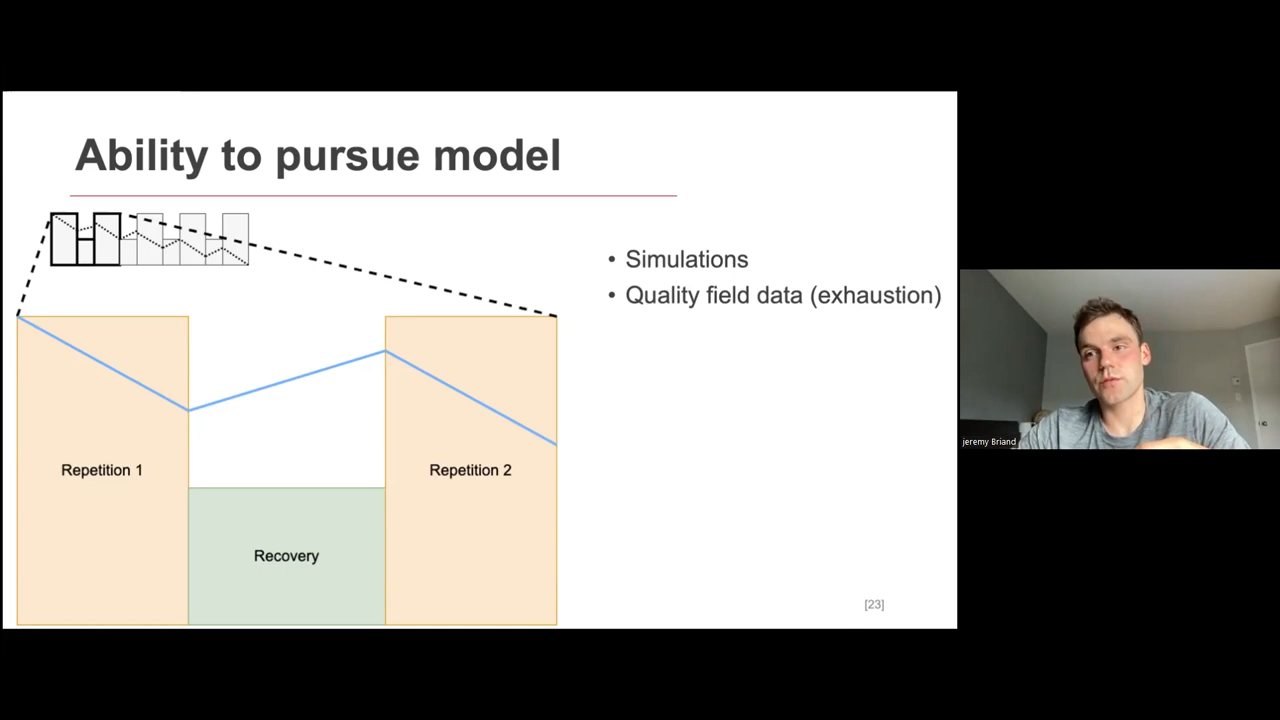 Ability to pursue model
• Simulations
• Quality field data (exhaustion)
Repetition 1
Repetition 2
Recovery
[23]
jeremy Briand